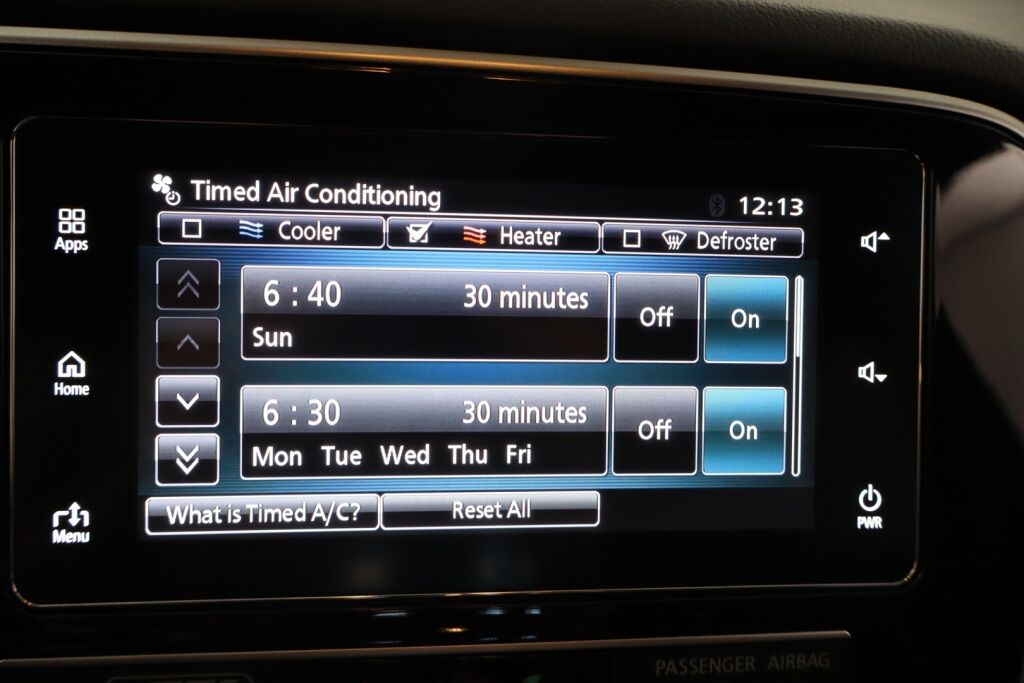 Timed Air Conditioning
12:13
Apps
Cooler
Heater
Defroster
6 : 40
30 minutes
Off
On
Sun
Home
6 : 30
30 minutes
Off
On
Mon Tue Wed Thu Fri
What is Timed A/C?
Reset All
Menu
PWR
PASSENGER AIRBAG